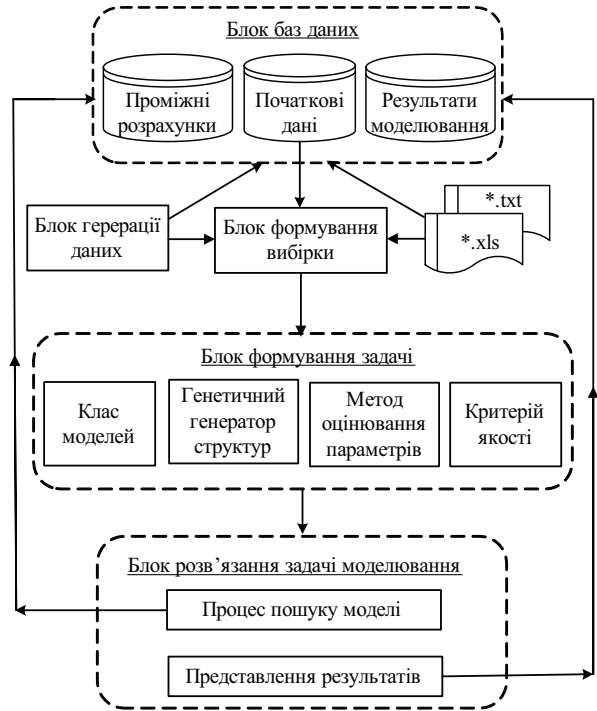 Блок баз даних
Проміжні
розрахунки
Початкові
дані
Результати
моделювання
Блок герерації
даних
Блок формування
вибірки
*.txt
*.xls
Блок формування задачі
Клас
моделей
Генетичний
генератор
структур
Метод
оцінювання
параметрів
Критерій
якості
Блок розв’язання задачі моделювання
Процес пошуку моделі
Представлення результатів